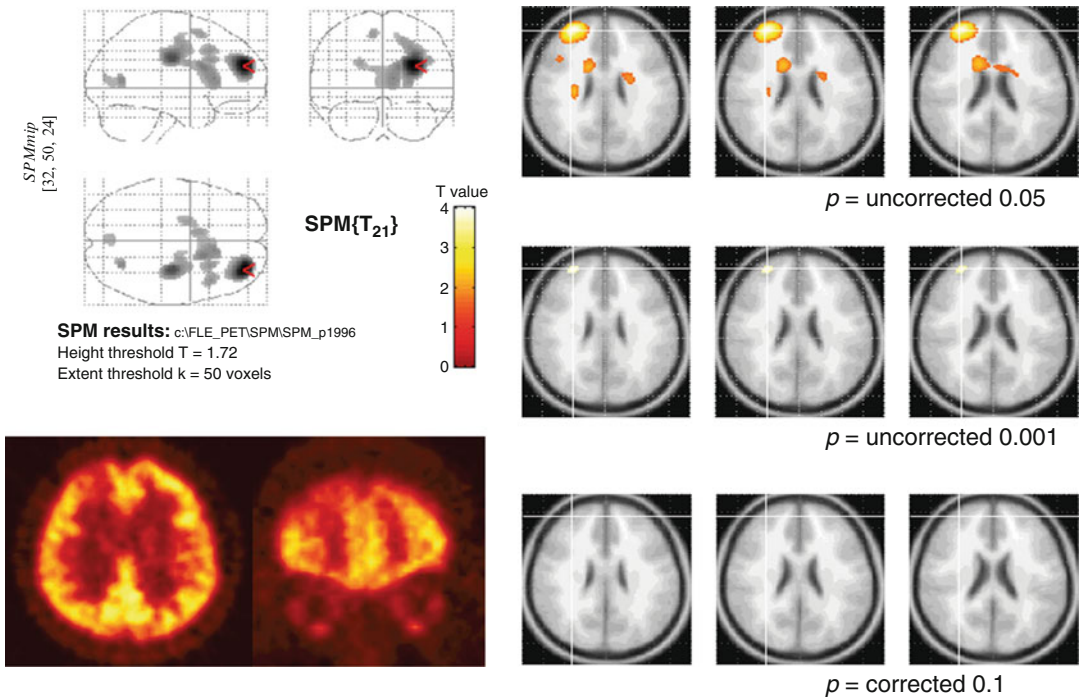 SPMmip
[32, 50, 24]
SPM{T21}
T value
4
3
2
1
0
SPM results: c:\FLE_PET\SPM\SPM_p1996
Height threshold T = 1.72
Extent threshold k = 50 voxels
p = uncorrected 0.05
p = uncorrected 0.001
p = corrected 0.1